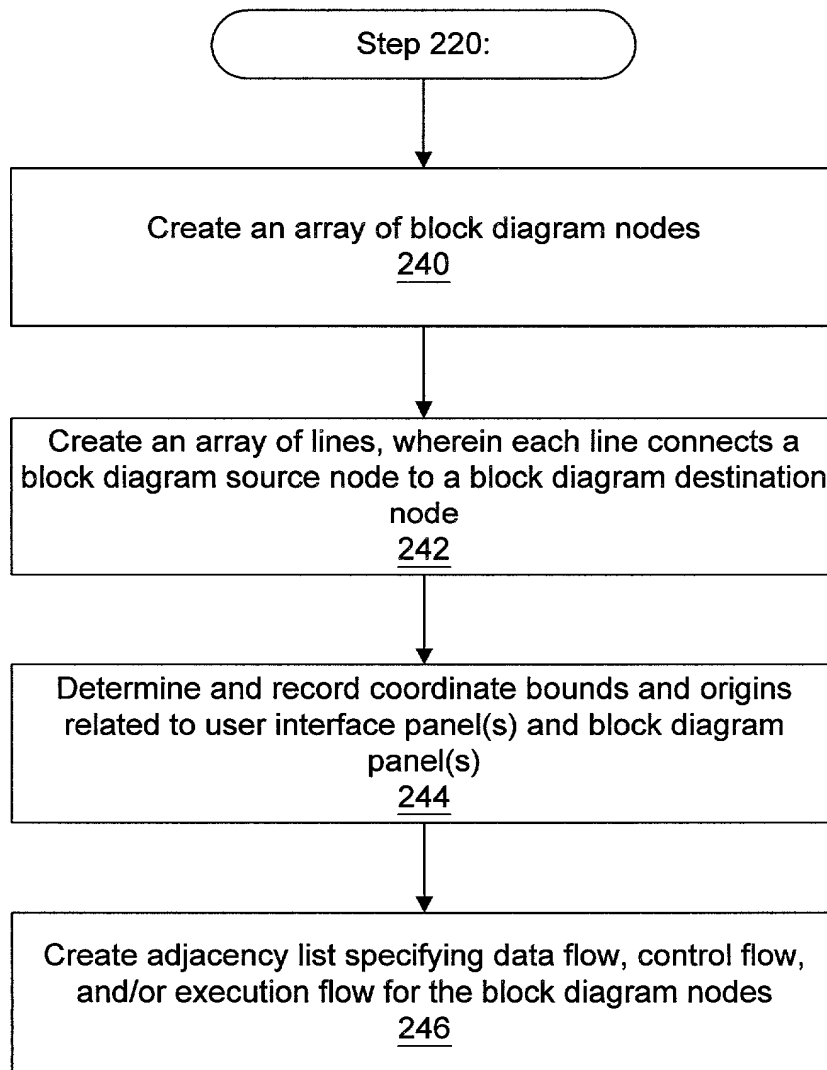 Step 220:
Create an array of block diagram nodes
240
Create an array of lines, wherein each line connects a
block diagram source node to a block diagram destination
node
242
Determine and record coordinate bounds and origins
related to user interface panel(s) and block diagram
panel(s)
244
Create adjacency list specifying data flow, control flow,
and/or execution flow for the block diagram nodes
246